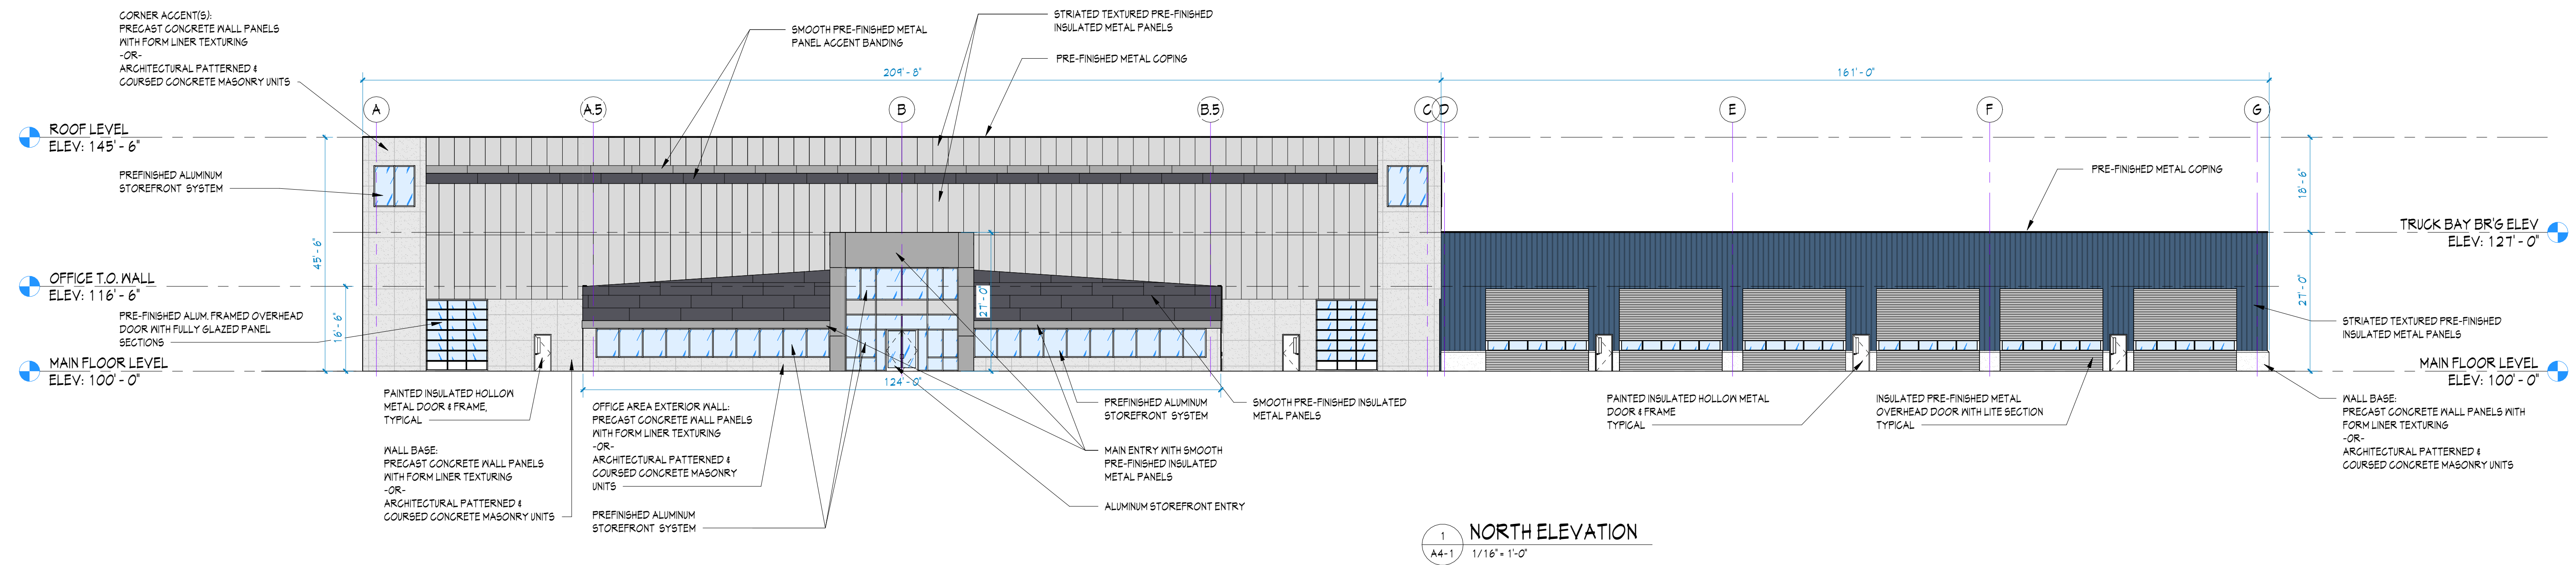 CORNER ACCENT(S):
PRECAST CONCRETE WALL PANELS
WITH FORM LINER TEXTURING
-OR-
ARCHITECTURAL PATTERNED &
COURSED CONCRETE MASONRY UNITS
SMOOTH PRE-FINISHED METAL
PANEL ACCENT BANDING
STRIATED TEXTURED PRE-FINISHED
INSULATED METAL PANELS
PRE-FINISHED METAL COPING
209' - 8"
161' - 0"
A
A.5
B
B.5
C
D
E
F
G
ROOF LEVEL
ELEV: 145' - 6"
PREFINISHED ALUMINUM
STOREFRONT SYSTEM
PRE-FINISHED METAL COPING
18' - 6"
TRUCK BAY BR'G ELEV
ELEV: 127' - 0"
45' - 6"
OFFICE T.O. WALL
ELEV: 116' - 6"
16' - 6"
27' - 0"
27' - 0"
PRE-FINISHED ALUM. FRAMED OVERHEAD
DOOR WITH FULLY GLAZED PANEL
SECTIONS
STRIATED TEXTURED PRE-FINISHED
INSULATED METAL PANELS
MAIN FLOOR LEVEL
ELEV: 100' - 0"
MAIN FLOOR LEVEL
ELEV: 100' - 0"
124' - 0"
PAINTED INSULATED HOLLOW
METAL DOOR & FRAME,
TYPICAL
WALL BASE:
PRECAST CONCRETE WALL PANELS
WITH FORM LINER TEXTURING
-OR-
ARCHITECTURAL PATTERNED &
COURSED CONCRETE MASONRY UNITS
OFFICE AREA EXTERIOR WALL:
PRECAST CONCRETE WALL PANELS
WITH FORM LINER TEXTURING
-OR-
ARCHITECTURAL PATTERNED &
COURSED CONCRETE MASONRY
UNITS
PREFINISHED ALUMINUM
STOREFRONT SYSTEM
PREFINISHED ALUMINUM
STOREFRONT SYSTEM
MAIN ENTRY WITH SMOOTH
PRE-FINISHED INSULATED
METAL PANELS
ALUMINUM STOREFRONT ENTRY
SMOOTH PRE-FINISHED INSULATED
METAL PANELS
PAINTED INSULATED HOLLOW METAL
DOOR & FRAME
TYPICAL
INSULATED PRE-FINISHED METAL
OVERHEAD DOOR WITH LITE SECTION
TYPICAL
WALL BASE:
PRECAST CONCRETE WALL PANELS WITH
FORM LINER TEXTURING
-OR-
ARCHITECTURAL PATTERNED &
COURSED CONCRETE MASONRY UNITS
1
A4-1
NORTH ELEVATION
1/16" = 1'-0"